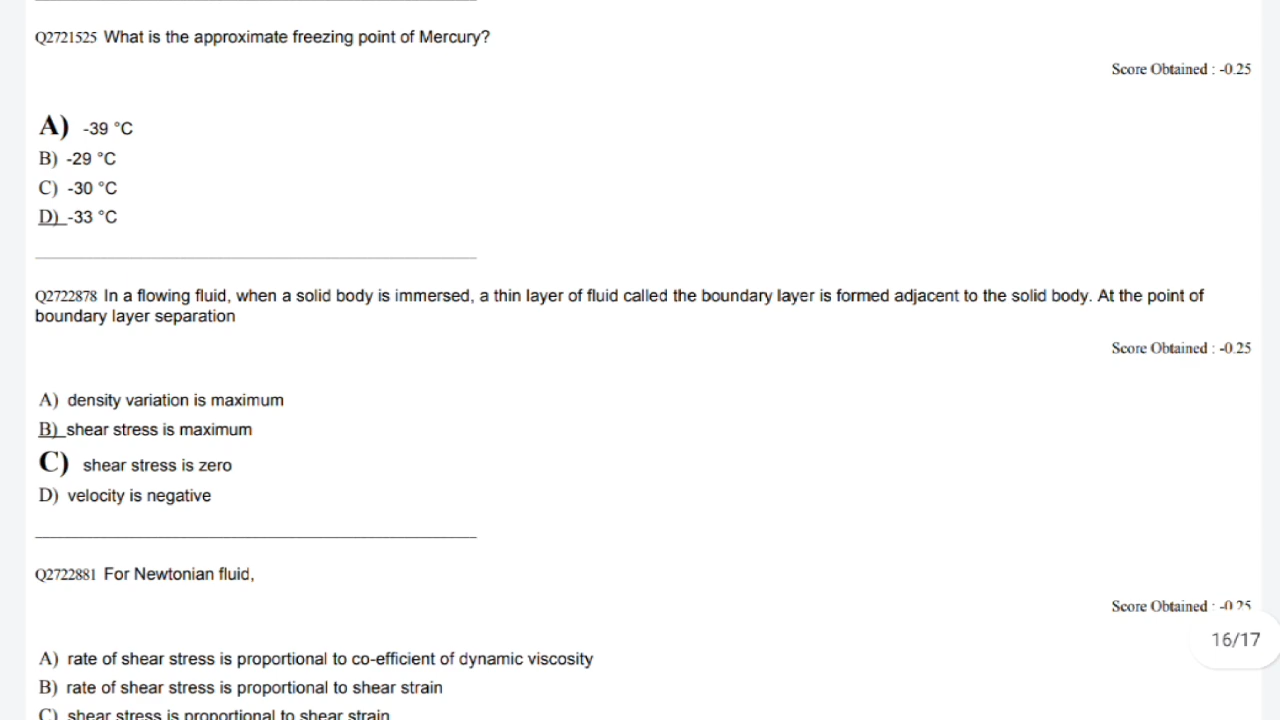 Q2721525 What is the approximate freezing point of Mercury?
Score Obtained : -0.25
A) -39 °C
B) -29 °C
C) -30 °C
D) -33 °C
Q2722878 In a flowing fluid, when a solid body is immersed, a thin layer of fluid called the boundary layer is formed adjacent to the solid body. At the point of
boundary layer separation
Score Obtained : -0.25
A) density variation is maximum
B) shear stress is maximum
C) shear stress is zero
D) velocity is negative
Q2722881 For Newtonian fluid,
Score Obtained : -0.25
16/17
A) rate of shear stress is proportional to co-efficient of dynamic viscosity
B) rate of shear stress is proportional to shear strain
C) shear stress is proportional to shear strain